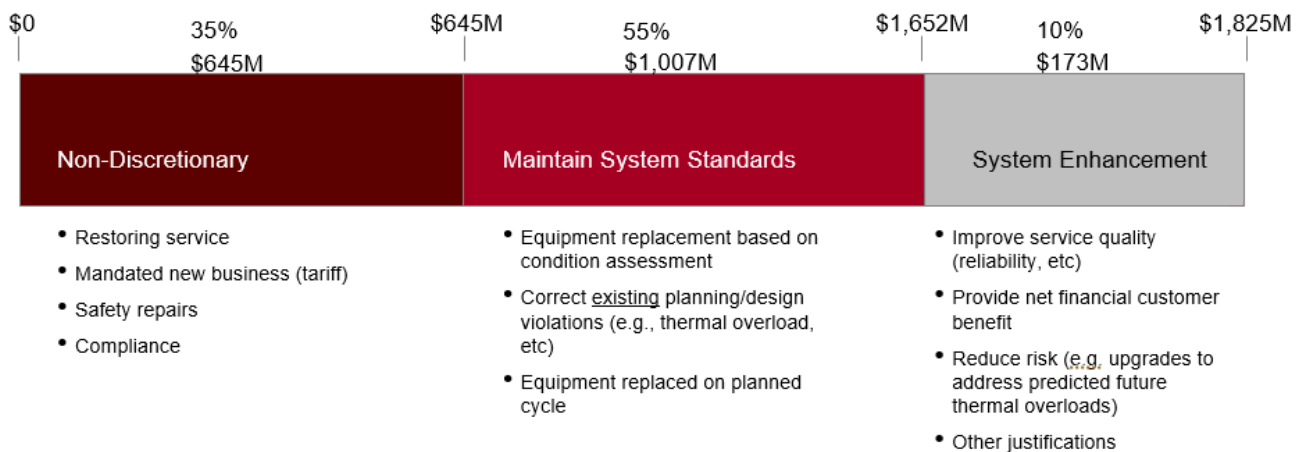 $0
35%
$645M
$645M
55%
$1,007M
$1,652M
10%
$173M
$1,825M
Non-Discretionary
Maintain System Standards
System Enhancement
• Restoring service
• Mandated new business (tariff)
• Safety repairs
• Compliance
• Equipment replacement based on
condition assessment
• Correct existing planning/design
violations (e.g., thermal overload,
etc)
• Equipment replaced on planned
cycle
• Improve service quality
(reliability, etc)
• Provide net financial customer
benefit
• Reduce risk (e.g. upgrades to
address predicted future
thermal overloads)
• Other justifications